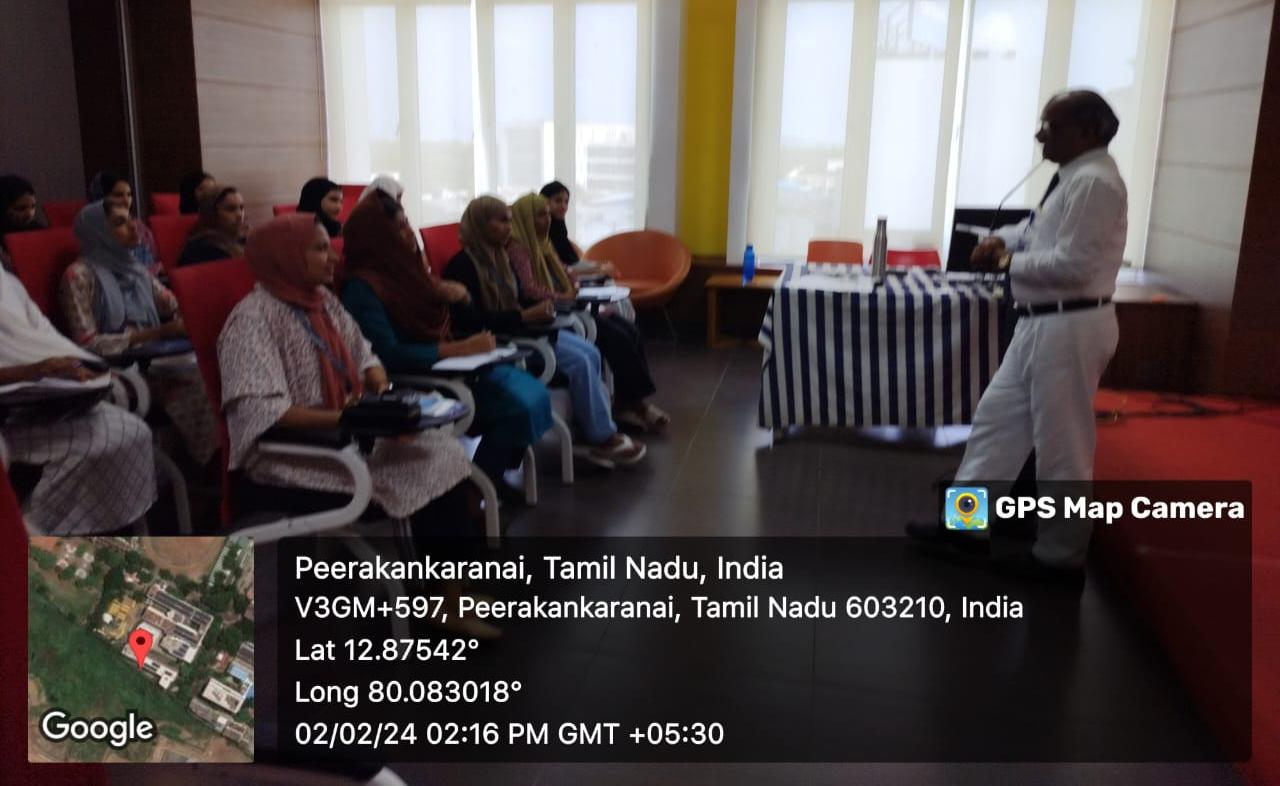 GPS Map Camera
Peerakankaranai, Tamil Nadu, India
V3GM+597, Peerakankaranai, Tamil Nadu 603210, India
Lat 12.87542°
Long 80.083018°
02/02/24 02:16 PM GMT +05:30
Google